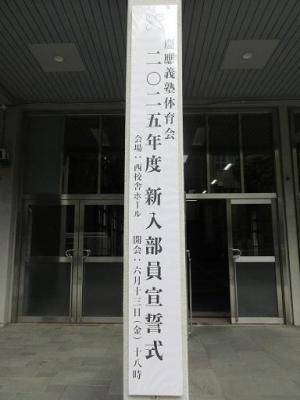 慶應義塾体育会
二〇二五年度 新入部員宣誓式
会場：西校舎ホール 開会：六月十三日（金）十八時